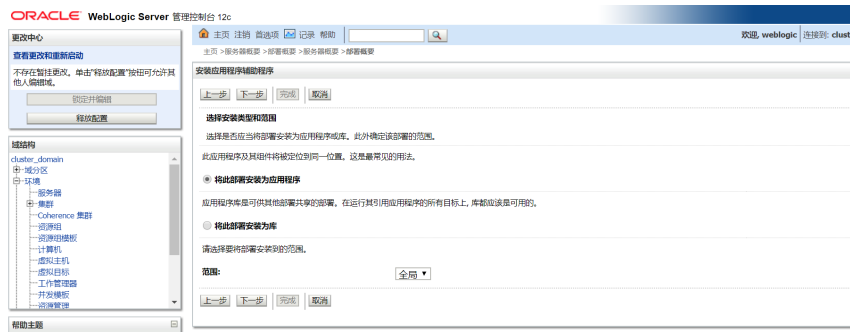 ORACLE WebLogic Server 管理控制台 12c
更改中心
查看更改和重新启动
不存在暂挂更改。单击“释放配置”按钮可允许其
他人编辑域。
锁定并编辑
释放配置
域结构
cluster_domain
域分区
环境
服务器
集群
Coherence 集群
资源组
资源组模板
计算机
虚拟主机
虚拟目标
工作管理器
并发模板
资源管理
帮助主题
主页 注销 首选项 记录 帮助
欢迎, weblogic 连接到: clust
主页 >服务器概要 >部署概要 >服务器概要 >部署概要
安装应用程序辅助程序
上一步 下一步 完成 取消
选择安装类型和范围
选择是否应当将部署安装为应用程序或库。此外确定该部署的范围。
此应用程序及其组件将被定位到同一位置。这是最常见的用法。
将此部署安装为应用程序
应用程序库是可供其他部署共享的部署。在运行其引用应用程序的所有目标上, 库都应该是可用的。
将此部署安装为库
请选择要将部署安装到的范围。
范围: 全局
上一步 下一步 完成 取消